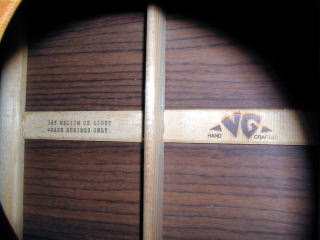 USE MEDIUM OR LIGHT
GAUGE STRINGS ONLY.
VG
HAND CRAFTED